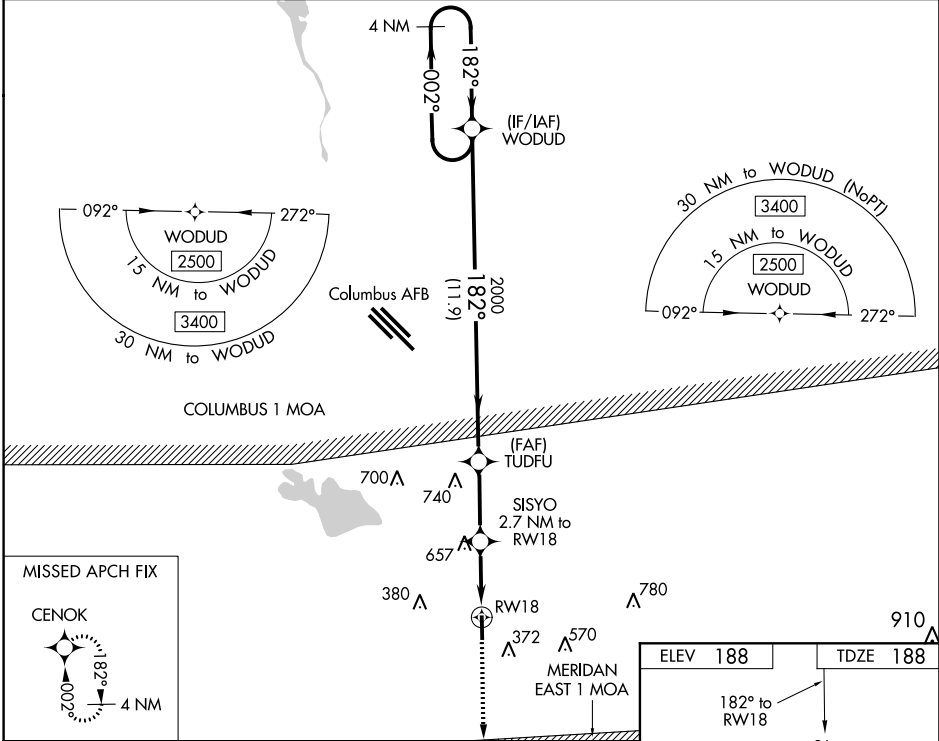 4 NM
182°
002°
(IF/IAF)
WODUD
092°
272°
WODUD
2500
15 NM to WODUD
3400
30 NM to WODUD
30 NM to WODUD (NoPT)
3400
15 NM to WODUD
2500
WODUD
092°
272°
Columbus AFB
2000
182°
(11.9)
COLUMBUS 1 MOA
(FAF)
TUDFU
700
740
SISYO
2.7 NM to
RW18
657
MISSED APCH FIX
CENOK
182°
002°
4 NM
380
RW18
780
372
570
910
MERIDAN
EAST 1 MOA
ELEV 188
TDZE 188
182° to
RW18